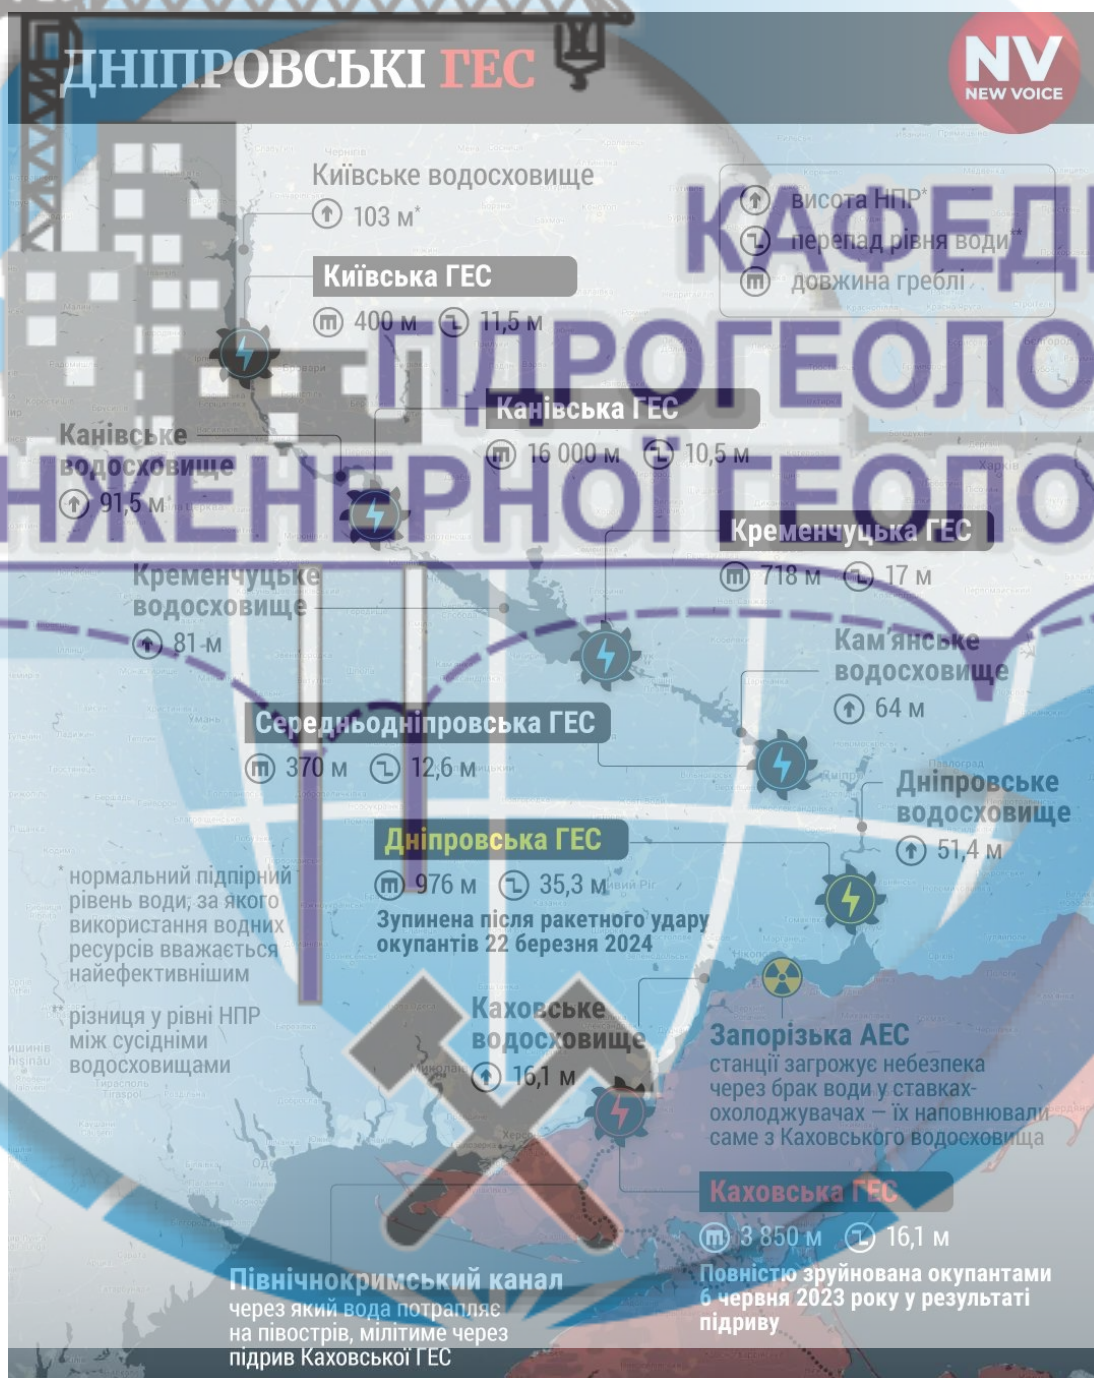 ДНІПРОВСЬКІ ГЕС
NV
NEW VOICE
Київське водосховище
103 м*
Київська ГЕС
400 м 11,5 м
висота НПР*
перепад рівня води**
довжина греблі
КАФЕД
ГІДРОГЕОЛО
НЖЕНЕРНОЇ ГЕОЛО
Канівська ГЕС
16 000 м 10,5 м
Канівське
водосховище
91,5 м
Кременчуцька ГЕС
718 м 17 м
Кременчуцьке
водосховище
81 м
Кам'янське
водосховище
64 м
Середньодніпровська ГЕС
370 м 12,6 м
Дніпровське
водосховище
51,4 м
Дніпровська ГЕС
976 м 35,3 м
Зупинена після ракетного удару
окупантів 22 березня 2024
* нормальний підпірний
рівень води, за якого
використання водних
ресурсів вважається
найефективнішим
** різниця у рівні НПР
між сусідніми
водосховищами
Каховське
водосховище
16,1 м
Запорізька АЕС
станції загрожує небезпека
через брак води у ставках-
охолоджувачах — їх наповнювали
саме з Каховського водосховища
Каховська ГЕС
3 850 м 16,1 м
Повністю зруйнована окупантами
6 червня 2023 року у результаті
підриву
Північнокримський канал
через який вода потрапляє
на півострів, мілітиме через
підрив Каховської ГЕС